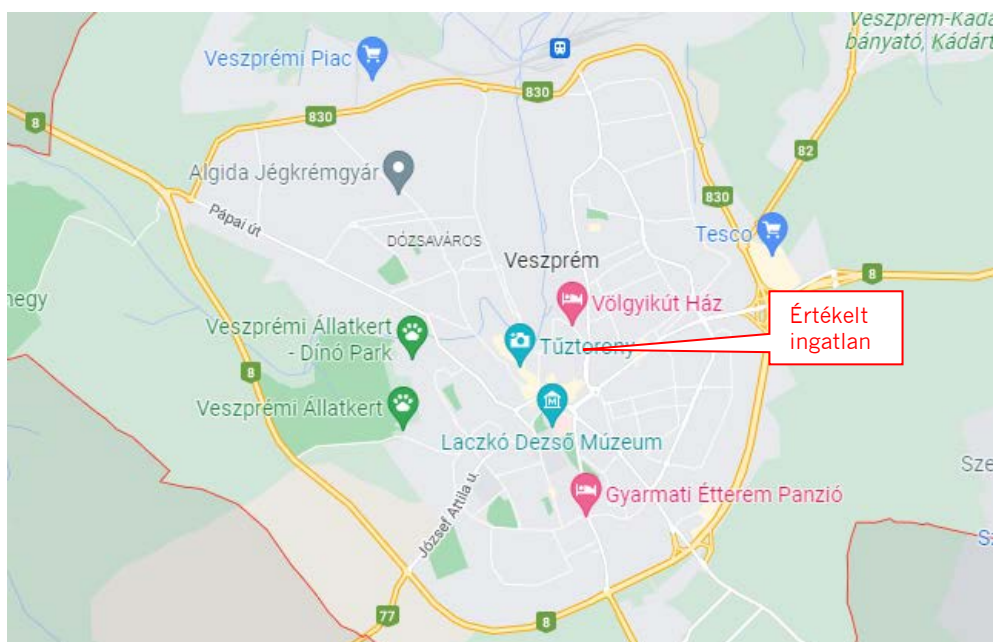 Veszprém-Káda
bányató, Kádárt
Veszprémi Piac
830
830
8
82
Algida Jégkrémgyár
830
Pápai út
Tesco
DÓZSAVÁROS
Veszprém
8
negy
Völgyikút Ház
Értékelt
ingatlan
Veszprémi Állatkert
- Dínó Park
Tűztorony
8
Veszprémi Állatkert
Laczkó Dezső Múzeum
Sze
Gyarmati Étterem Panzió
József Attila u.
77
8